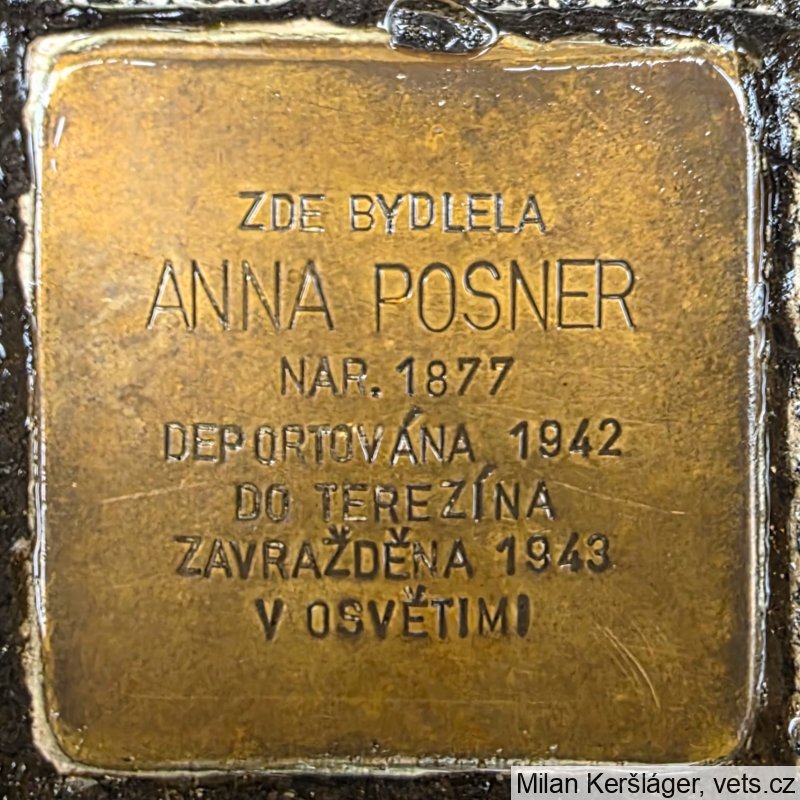 ZDE BYDLELA
ANNA POSNER
NAR. 1877
DEPORTOVÁNA 1942
DO TEREZÍNA
ZAVRAŽDĚNA 1943
V OSVĚTIMI
Milan Keršláger, vets.cz